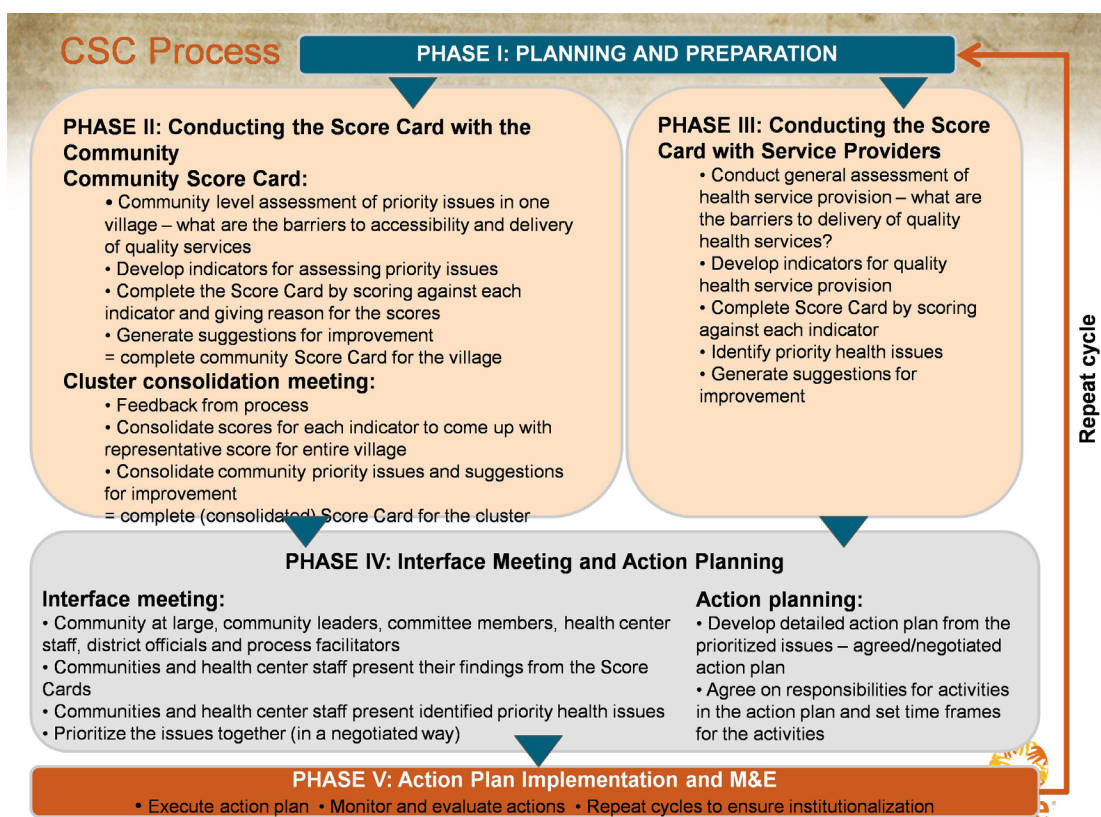 CSC Process
PHASE I: PLANNING AND PREPARATION
PHASE II: Conducting the Score Card with the
Community
Community Score Card:
• Community level assessment of priority issues in one
village – what are the barriers to accessibility and delivery
of quality services
• Develop indicators for assessing priority issues
• Complete the Score Card by scoring against each
indicator and giving reason for the scores
• Generate suggestions for improvement
= complete community Score Card for the village
Cluster consolidation meeting:
• Feedback from process
• Consolidate scores for each indicator to come up with
representative score for entire village
• Consolidate community priority issues and suggestions
for improvement
= complete (consolidated) Score Card for the cluster
PHASE III: Conducting the Score
Card with Service Providers
• Conduct general assessment of
health service provision – what are
the barriers to delivery of quality
health services?
• Develop indicators for quality
health service provision
• Complete Score Card by scoring
against each indicator
• Identify priority health issues
• Generate suggestions for
improvement
Repeat cycle
PHASE IV: Interface Meeting and Action Planning
Interface meeting:
• Community at large, community leaders, committee members, health center
staff, district officials and process facilitators
• Communities and health center staff present their findings from the Score
Cards
• Communities and health center staff present identified priority health issues
• Prioritize the issues together (in a negotiated way)
Action planning:
• Develop detailed action plan from the
prioritized issues – agreed/negotiated
action plan
• Agree on responsibilities for activities
in the action plan and set time frames
for the activities
PHASE V: Action Plan Implementation and M&E
• Execute action plan • Monitor and evaluate actions • Repeat cycles to ensure institutionalization